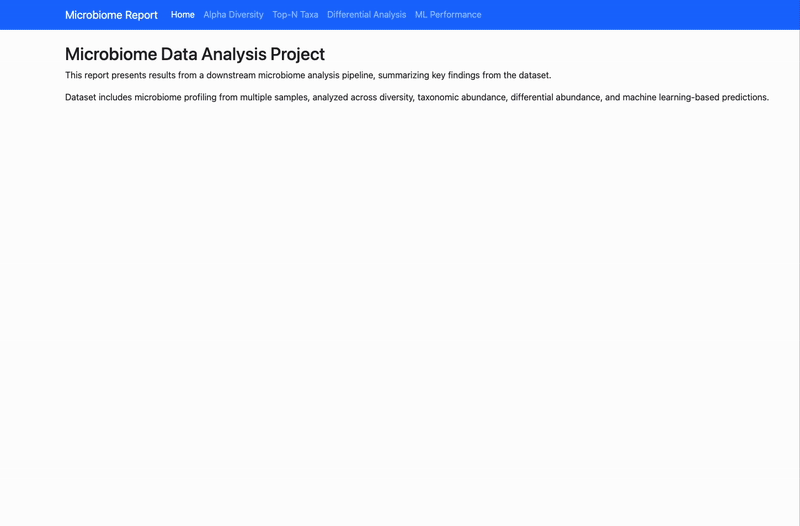 Microbiome Report Home Alpha Diversity Top-N Taxa Differential Analysis ML Performance
Microbiome Data Analysis Project
This report presents results from a downstream microbiome analysis pipeline, summarizing key findings from the dataset.
Dataset includes microbiome profiling from multiple samples, analyzed across diversity, taxonomic abundance, differential abundance, and machine learning-based predictions.